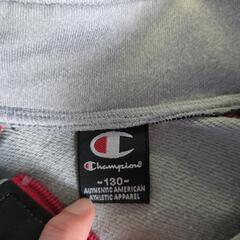 Champion
-130-
AUTHENTIC AMERICAN
ATHLETIC APPAREL